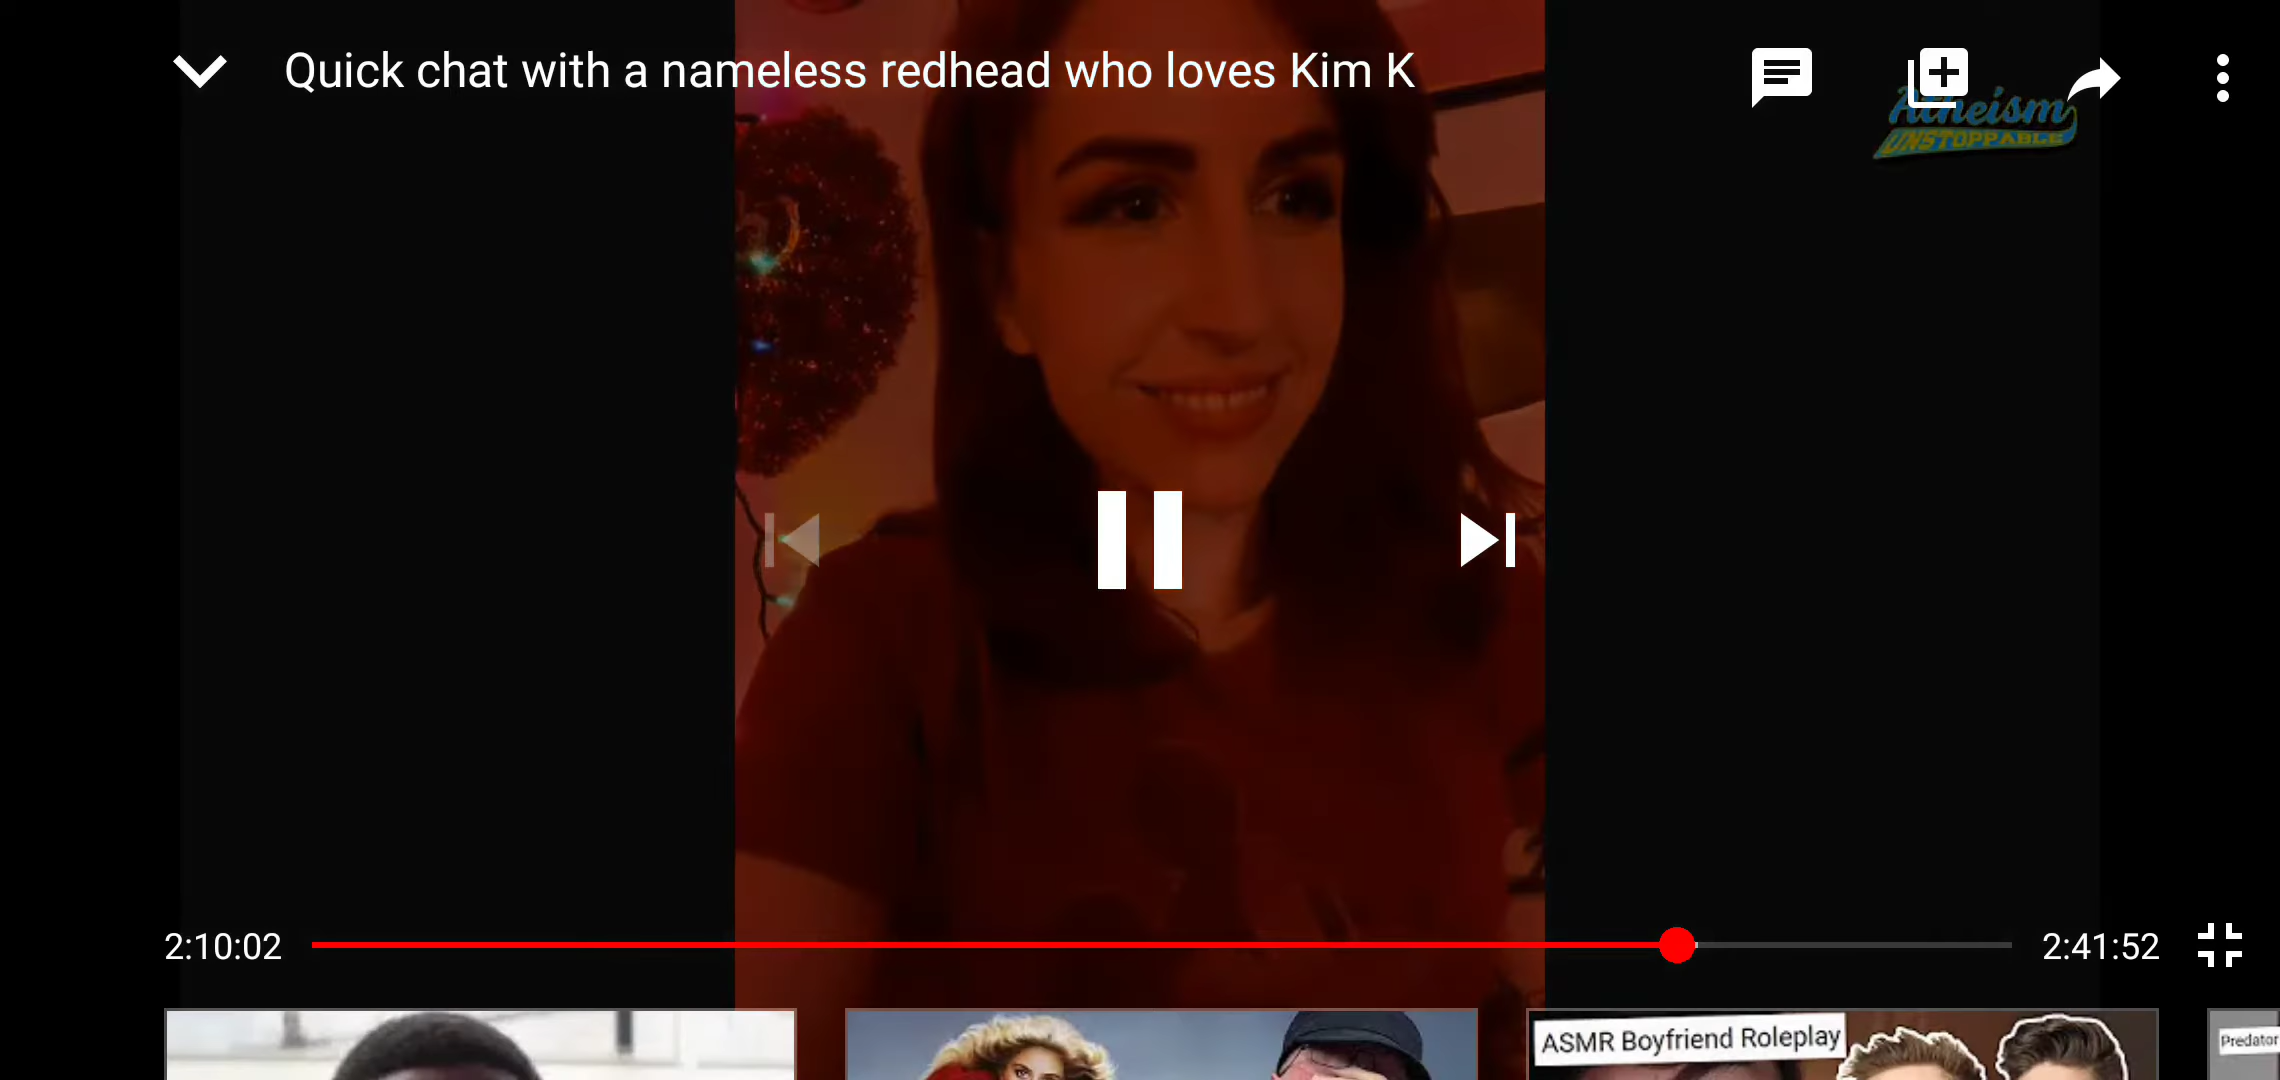 Quick chat with a nameless redhead who loves Kim K
Atheism
UNSTOPPABLE
2:10:02
2:41:52
ASMR Boyfriend Roleplay
Predator